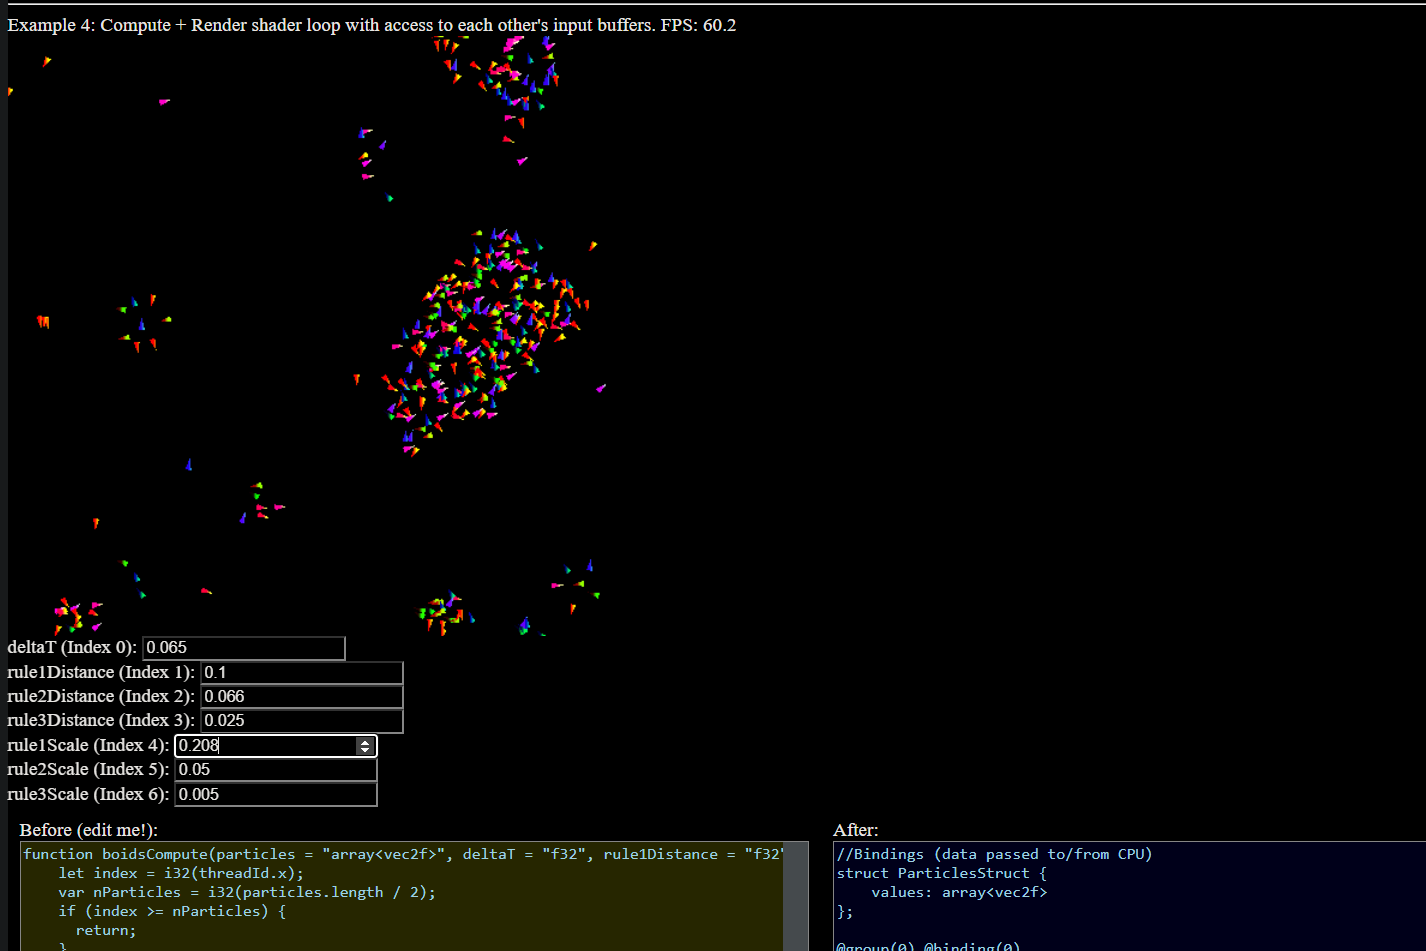 Example 4: Compute + Render shader loop with access to each other's input buffers. FPS: 60.2
deltaT (Index 0): 0.065
rule1Distance (Index 1): 0.1
rule2Distance (Index 2): 0.066
rule3Distance (Index 3): 0.025
rule1Scale (Index 4): 0.208
rule2Scale (Index 5): 0.05
rule3Scale (Index 6): 0.005
Before (edit me!):
function boidsCompute(particles = "array<vec2f>", deltaT = "f32", rule1Distance = "f32"
let index = i32(threadId.x);
var nParticles = i32(particles.length / 2);
if (index >= nParticles) {
return;
}
After:
//Bindings (data passed to/from CPU)
struct ParticlesStruct {
values: array<vec2f>
};
@group(0) @binding(0)